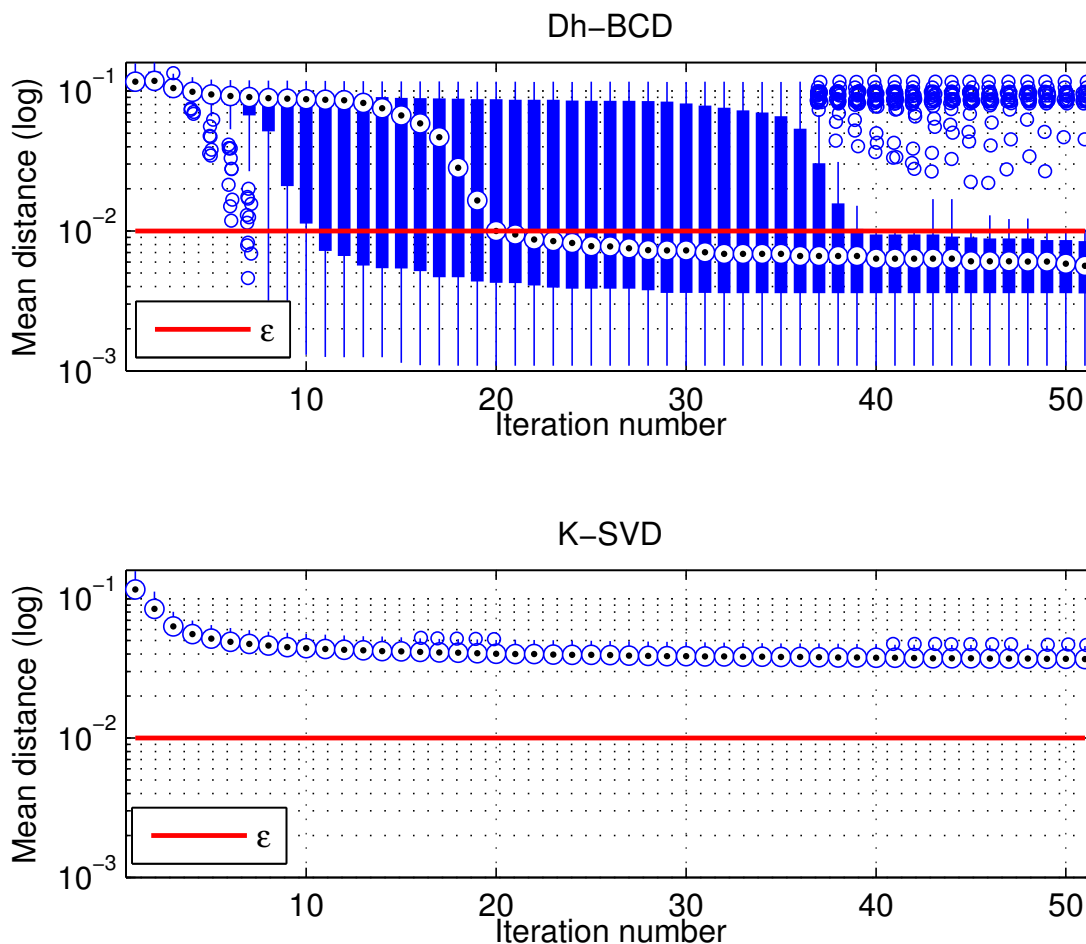 Dh−BCD
Mean distance (log)
10−1
10−2
10−3
ε
10 20 30 40 50
Iteration number
K−SVD
Mean distance (log)
10−1
10−2
10−3
ε
10 20 30 40 50
Iteration number